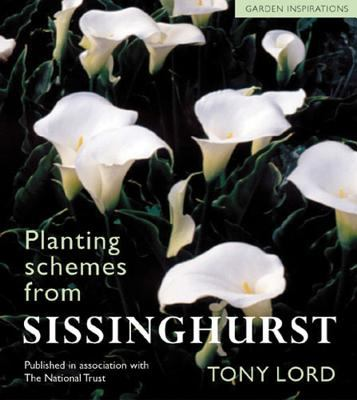 GARDEN INSPIRATIONS
Planting
schemes
from
SISSINGHURST
Published in association with
The National Trust
TONY LORD